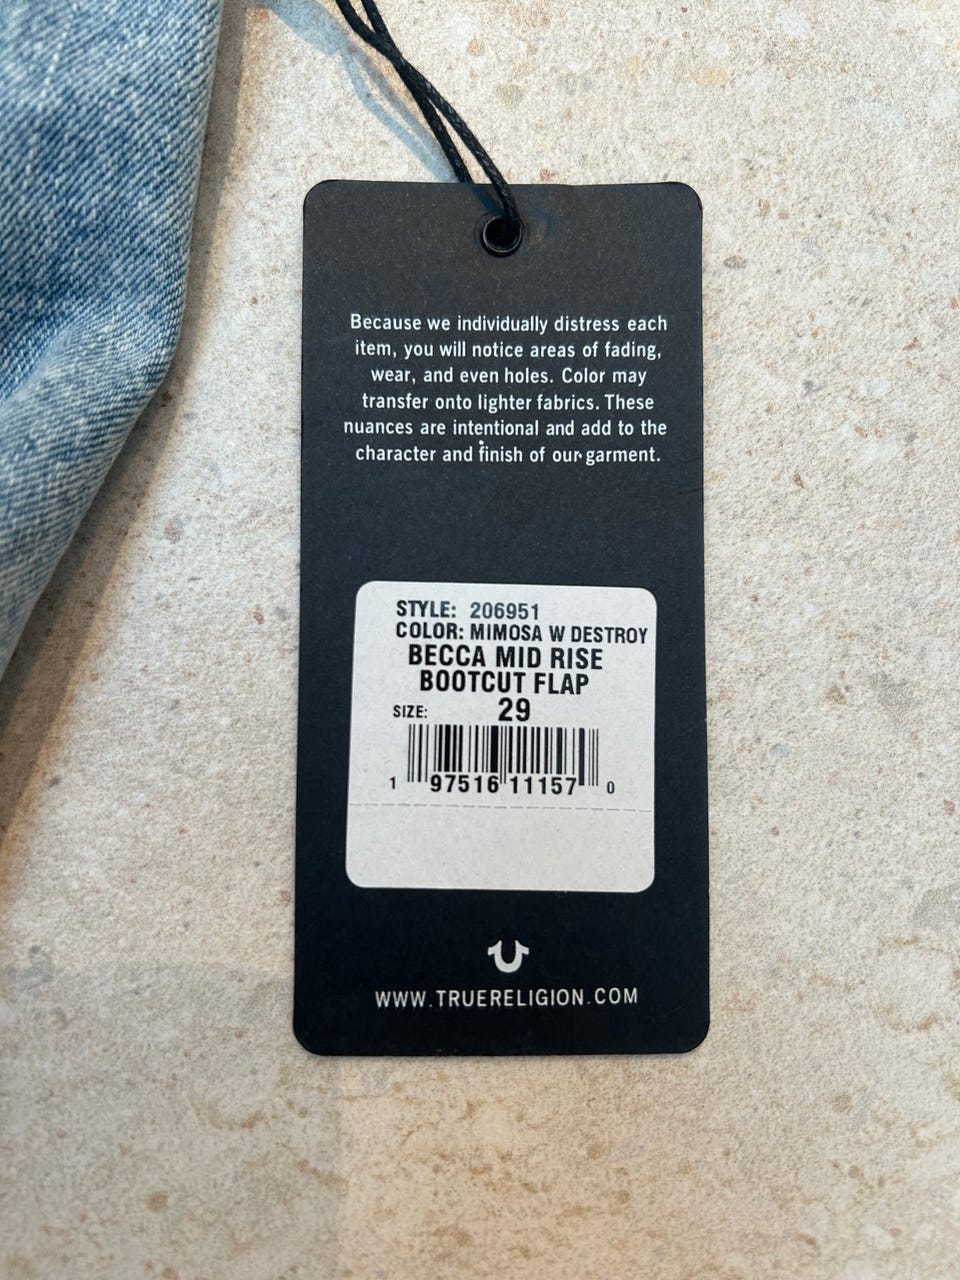 Because we individually distress each
item, you will notice areas of fading,
wear, and even holes. Color may
transfer onto lighter fabrics. These
nuances are intentional and add to the
character and finish of our garment.
STYLE: 206951
COLOR: MIMOSA W DESTROY
BECCA MID RISE
BOOTCUT FLAP
SIZE: 29
1 97516 11157 0
WWW.TRUERELIGION.COM